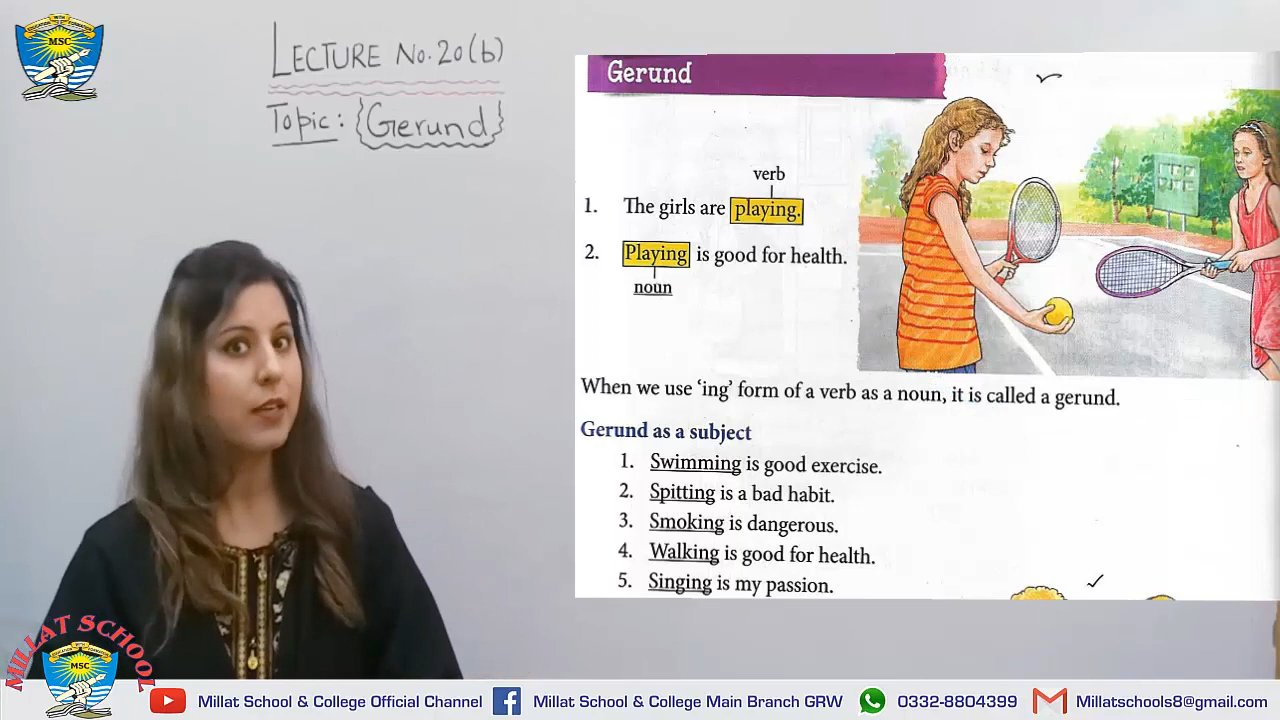 EDUCATION WITH FOUNDATION
MSC
LECTURE No. 20 (b)
Topic: {Gerund}
Gerund
verb
1. The girls are playing.
2. Playing is good for health.
noun
When we use ‘ing’ form of a verb as a noun, it is called a gerund.
Gerund as a subject
1. Swimming is good exercise.
2. Spitting is a bad habit.
3. Smoking is dangerous.
4. Walking is good for health.
5. Singing is my passion.
MILLAT SCHOOL
MSC
Millat School & College Official Channel
Millat School & College Main Branch GRW
0332-8804399
Millatschools8@gmail.com